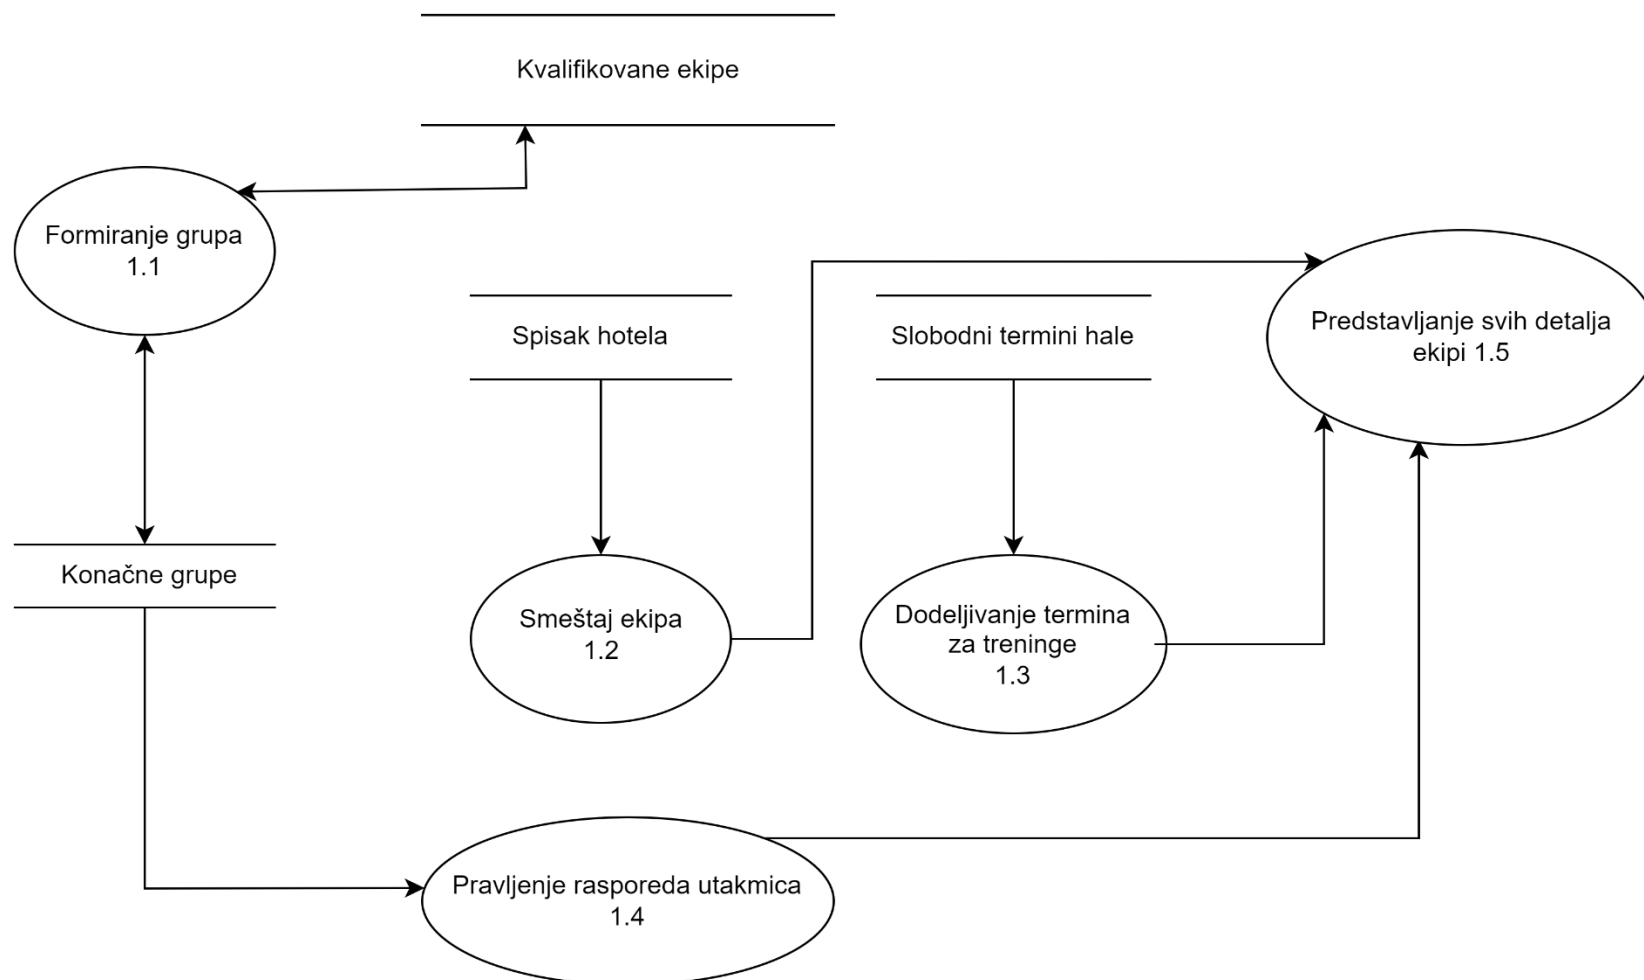 Kvalifikovane ekipe
Formiranje grupa
1.1
Spisak hotela
Slobodni termini hale
Predstavljanje svih detalja
ekipi 1.5
Konačne grupe
Smeštaj ekipa
1.2
Dodeljivanje termina
za treninge
1.3
Pravljenje rasporeda utakmica
1.4